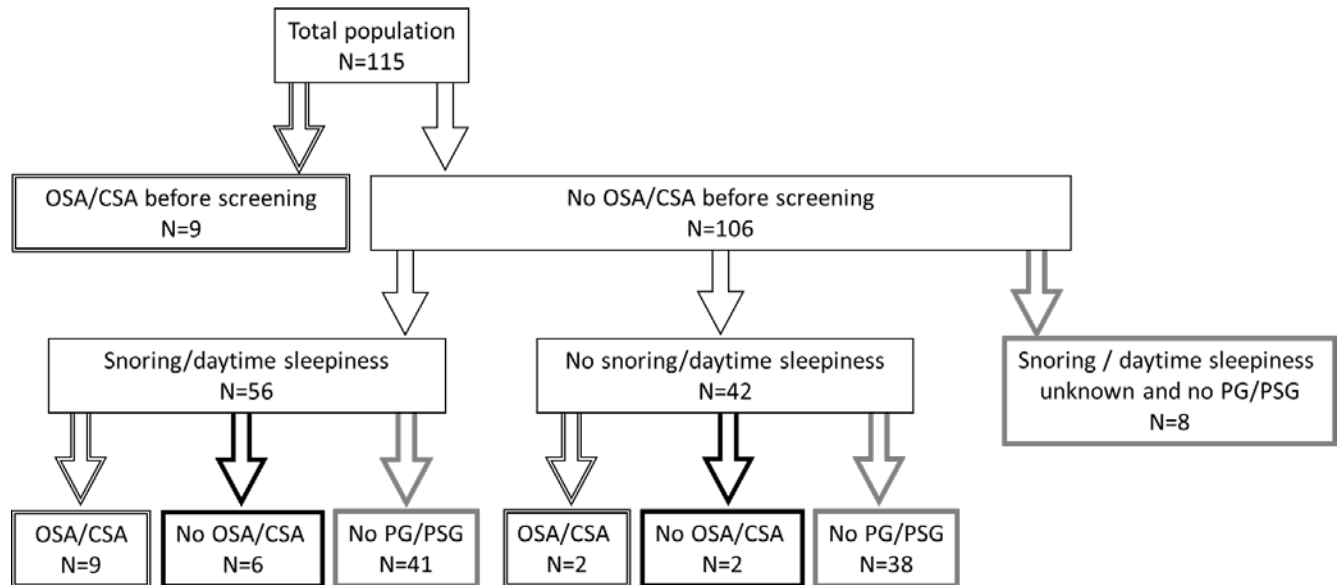 Total population
N=115
OSA/CSA before screening
N=9
No OSA/CSA before screening
N=106
Snoring/daytime sleepiness
N=56
No snoring/daytime sleepiness
N=42
Snoring / daytime sleepiness
unknown and no PG/PSG
N=8
OSA/CSA
N=9
No OSA/CSA
N=6
No PG/PSG
N=41
OSA/CSA
N=2
No OSA/CSA
N=2
No PG/PSG
N=38